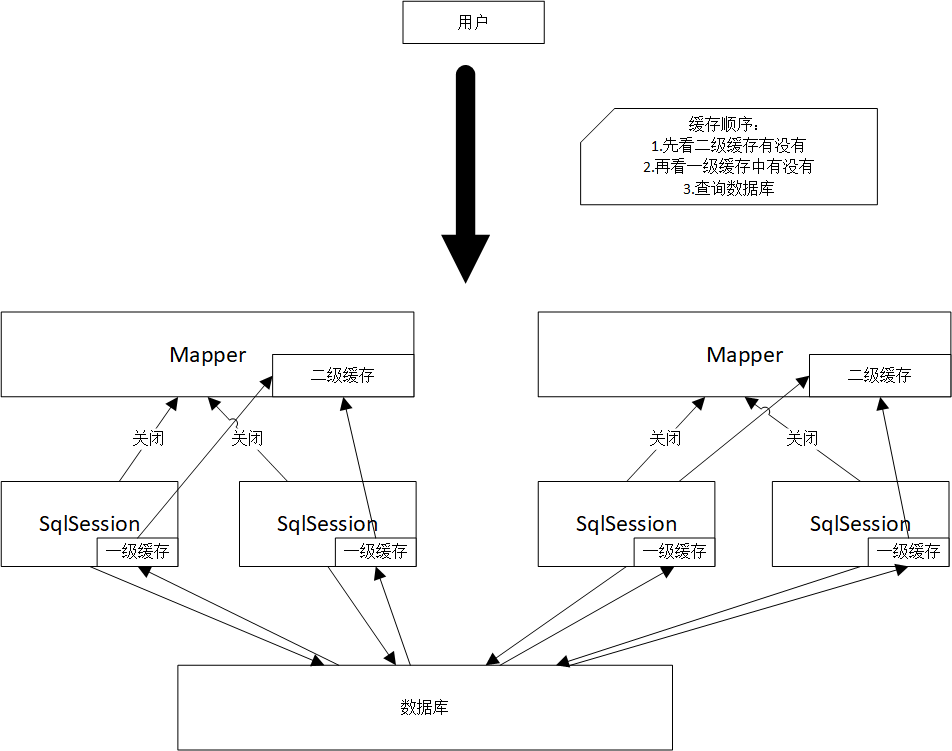 用户
缓存顺序：
1.先看二级缓存有没有
2.再看一级缓存中有没有
3.查询数据库
Mapper
二级缓存
Mapper
二级缓存
关闭
关闭
关闭
关闭
SqlSession
一级缓存
SqlSession
一级缓存
SqlSession
一级缓存
SqlSession
一级缓存
数据库